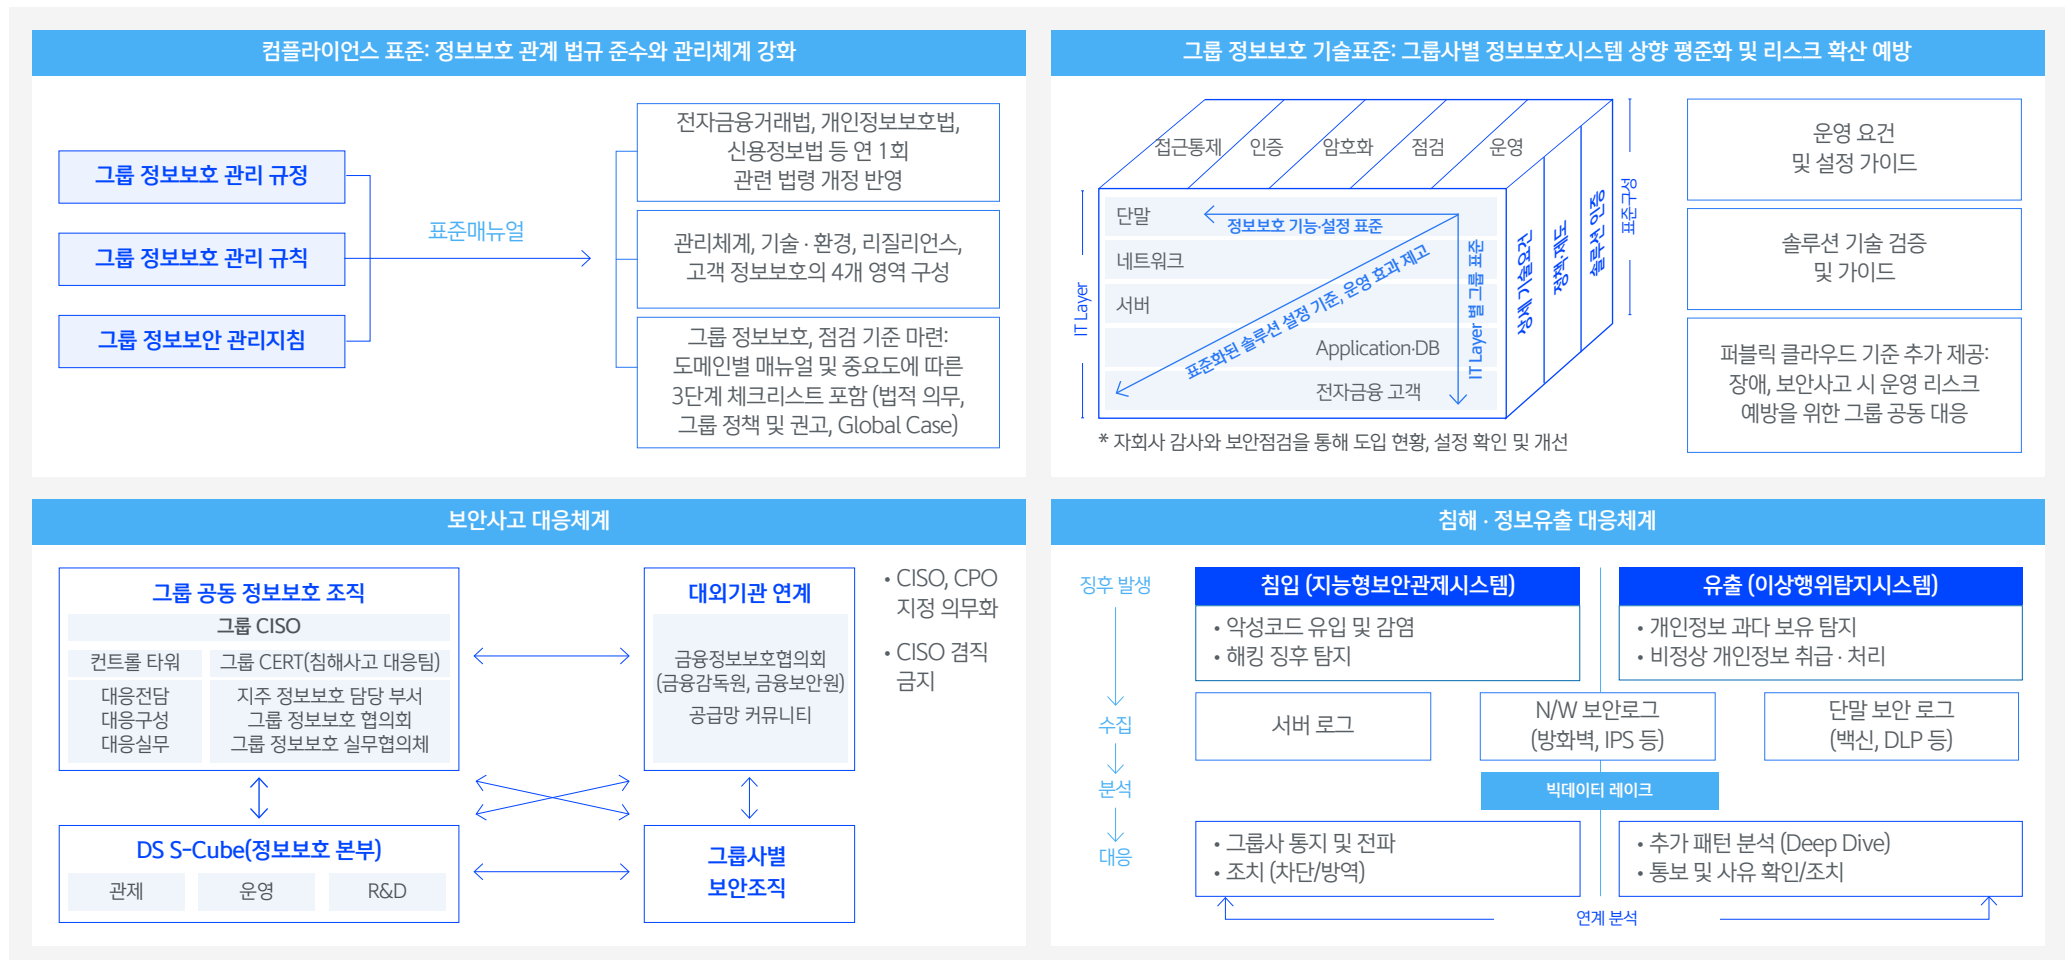 컴플라이언스 표준: 정보보호 관계 법규 준수와 관리체계 강화
그룹 정보보호 관리 규정
그룹 정보보호 관리 규칙
그룹 정보보안 관리지침
표준매뉴얼
전자금융거래법, 개인정보보호법,
신용정보법 등 연 1회
관련 법령 개정 반영
관리체계, 기술 · 환경, 리질리언스,
고객 정보보호의 4개 영역 구성
그룹 정보보호, 점검 기준 마련:
도메인별 매뉴얼 및 중요도에 따른
3단계 체크리스트 포함 (법적 의무,
그룹 정책 및 권고, Global Case)
그룹 정보보호 기술표준: 그룹사별 정보보호시스템 상향 평준화 및 리스크 확산 예방
접근통제
인증
암호화
점검
운영
IT Layer
단말
네트워크
서버
Application·DB
전자금융 고객
정보보호 기능·설정 표준
표준화된 솔루션 설정 기준, 운영 효과 제고
IT Layer 별 그룹 표준
상세 기술요건
정책·제도
솔루션 인증
표준구성
* 자회사 감사와 보안점검을 통해 도입 현황, 설정 확인 및 개선
운영 요건
및 설정 가이드
솔루션 기술 검증
및 가이드
퍼블릭 클라우드 기준 추가 제공:
장애, 보안사고 시 운영 리스크
예방을 위한 그룹 공동 대응
보안사고 대응체계
그룹 공동 정보보호 조직
그룹 CISO
컨트롤 타워
그룹 CERT(침해사고 대응팀)
대응전담
대응구성
대응실무
지주 정보보호 담당 부서
그룹 정보보호 협의회
그룹 정보보호 실무협의체
대외기관 연계
금융정보보호협의회
(금융감독원, 금융보안원)
공급망 커뮤니티
• CISO, CPO
지정 의무화
• CISO 겸직
금지
DS S-Cube(정보보호 본부)
관제
운영
R&D
그룹사별
보안조직
침해 · 정보유출 대응체계
징후 발생
수집
분석
대응
침입 (지능형보안관제시스템)
• 악성코드 유입 및 감염
• 해킹 징후 탐지
유출 (이상행위탐지시스템)
• 개인정보 과다 보유 탐지
• 비정상 개인정보 취급 · 처리
서버 로그
N/W 보안로그
(방화벽, IPS 등)
단말 보안 로그
(백신, DLP 등)
빅데이티 레이크
• 그룹사 통지 및 전파
• 조치 (차단/방역)
• 추가 패턴 분석 (Deep Dive)
• 통보 및 사유 확인/조치
연계 분석